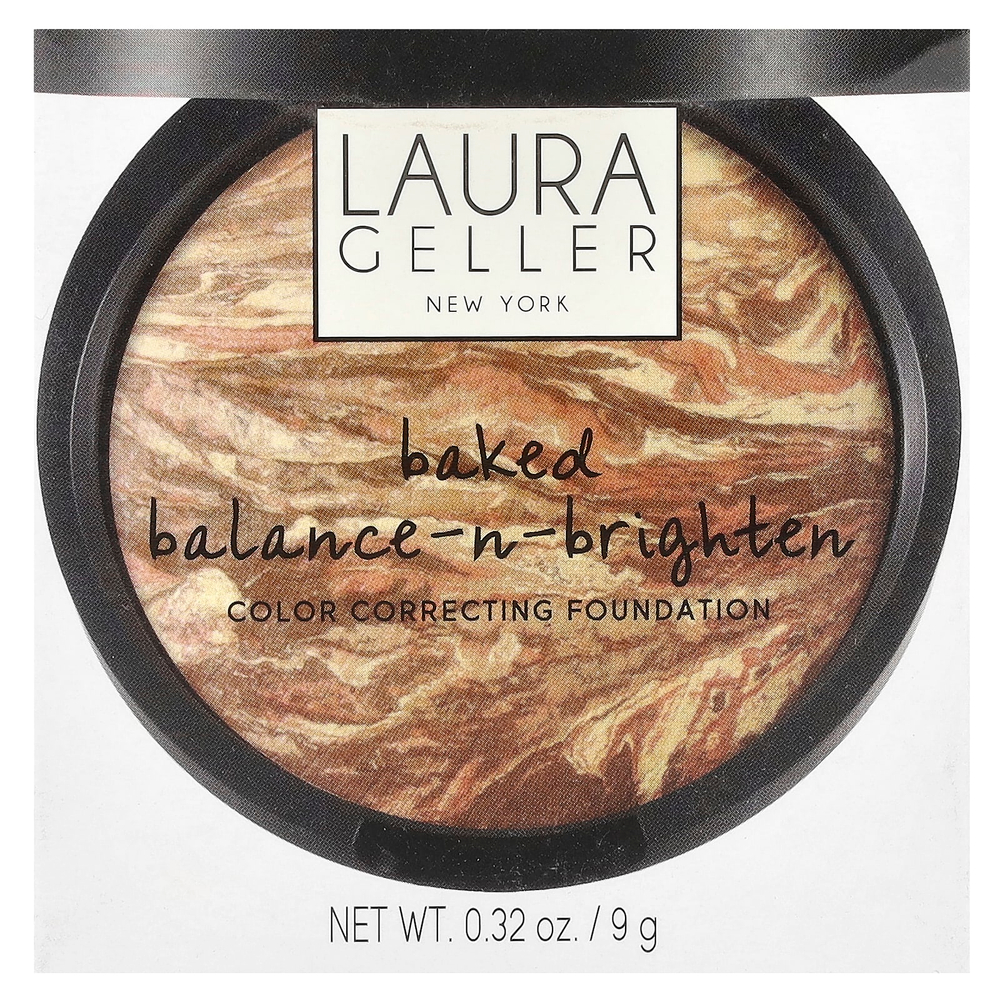 LAURA
GELLER
NEW YORK
baked
balance-n-brighten
COLOR CORRECTING FOUNDATION
NET WT. 0.32 oz. / 9 g